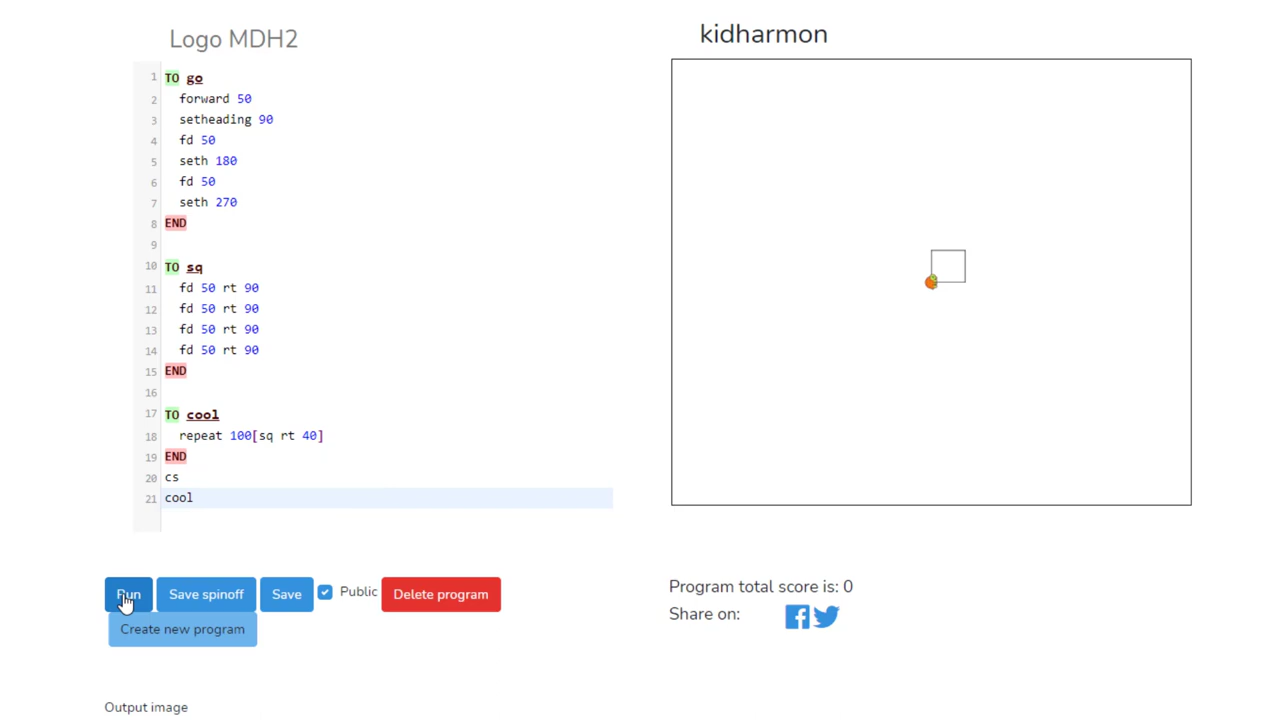 Logo MDH2
kidharmon
1 TO go
2 forward 50
3 setheading 90
4 fd 50
5 seth 180
6 fd 50
7 seth 270
8 END
9
10 TO sq
11 fd 50 rt 90
12 fd 50 rt 90
13 fd 50 rt 90
14 fd 50 rt 90
15 END
16
17 TO cool
18 repeat 100[sq rt 40]
19 END
20 cs
21 cool
Run Save spinoff Save Public Delete program
Create new program
Program total score is: 0
Share on:
Output image